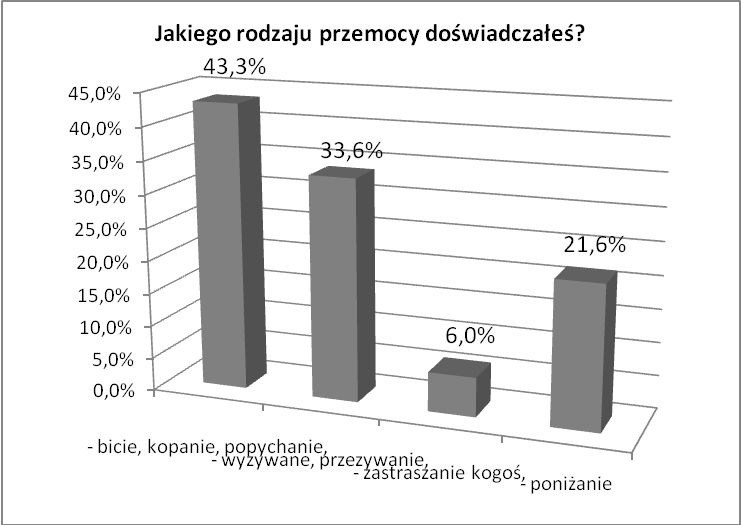 Jakiego rodzaju przemocy doświadczałeś?
43,3%
33,6%
6,0%
21,6%
45,0%
40,0%
35,0%
30,0%
25,0%
20,0%
15,0%
10,0%
5,0%
0,0%
- bicie, kopanie, popychanie,
- wyzywane, przezywanie,
- zastraszanie kogoś,
- poniżanie